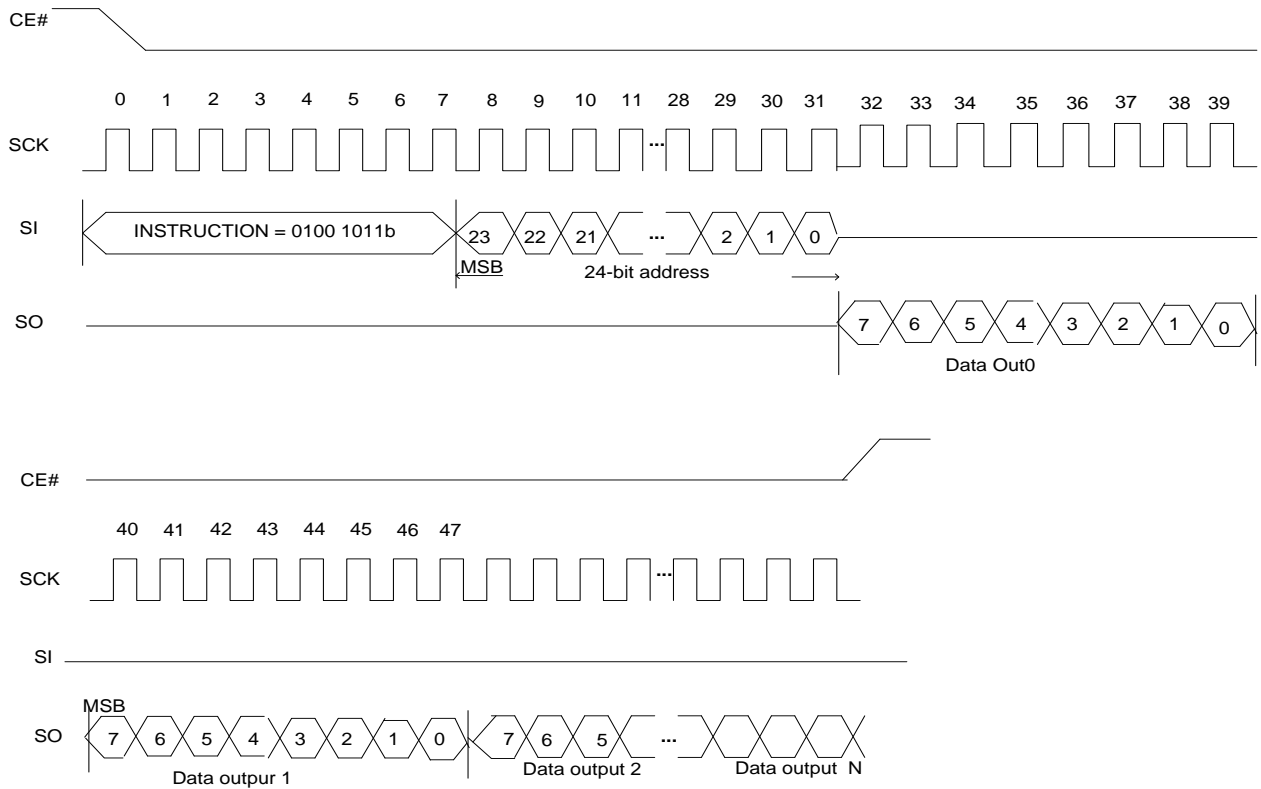 CE#
0 1 2 3 4 5 6 7 8 9 10 11 28 29 30 31 32 33 34 35 36 37 38 39
SCK ...
SI INSTRUCTION = 0100 1011b 23 22 21 ... 2 1 0
MSB 24-bit address
SO 7 6 5 4 3 2 1 0
Data Out0
CE#
40 41 42 43 44 45 46 47
SCK ...
SI
MSB
SO 7 6 5 4 3 2 1 0 7 6 5 ...
Data outpur 1 Data output 2 Data output N